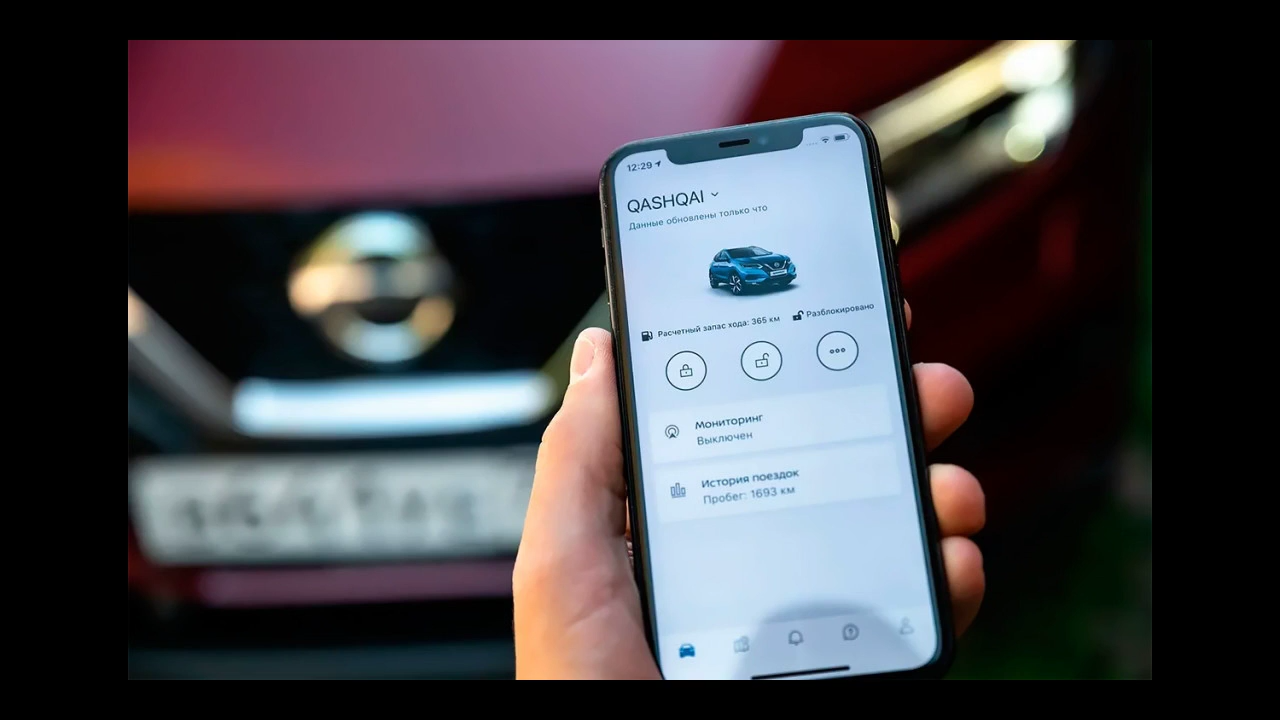 12:29
QASHQAI
Данные обновлены только что
Расчетный запас хода: 365 км
Разблокировано
Мониторинг
Выключен
История поездок
Пробег: 1693 км